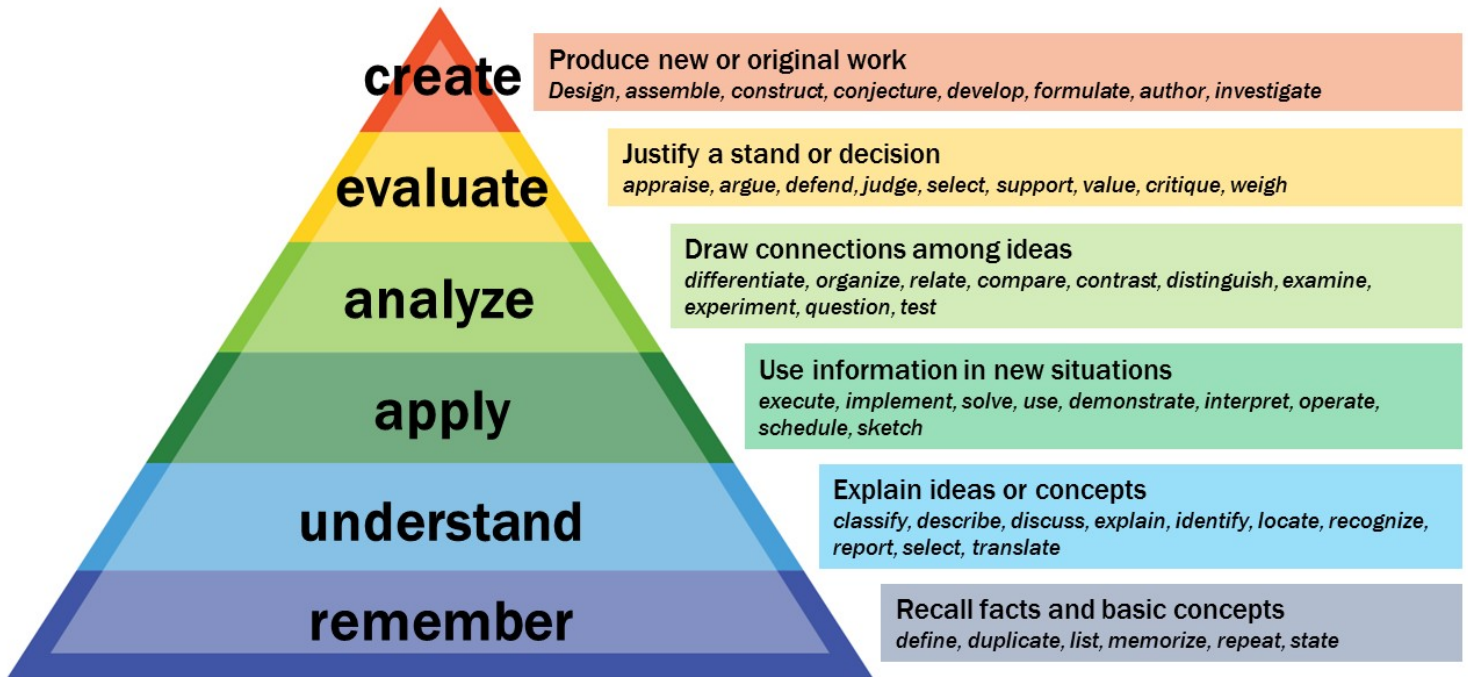 create
Produce new or original work
Design, assemble, construct, conjecture, develop, formulate, author, investigate
evaluate
Justify a stand or decision
appraise, argue, defend, judge, select, support, value, critique, weigh
analyze
Draw connections among ideas
differentiate, organize, relate, compare, contrast, distinguish, examine,
experiment, question, test
apply
Use information in new situations
execute, implement, solve, use, demonstrate, interpret, operate,
schedule, sketch
understand
Explain ideas or concepts
classify, describe, discuss, explain, identify, locate, recognize,
report, select, translate
remember
Recall facts and basic concepts
define, duplicate, list, memorize, repeat, state